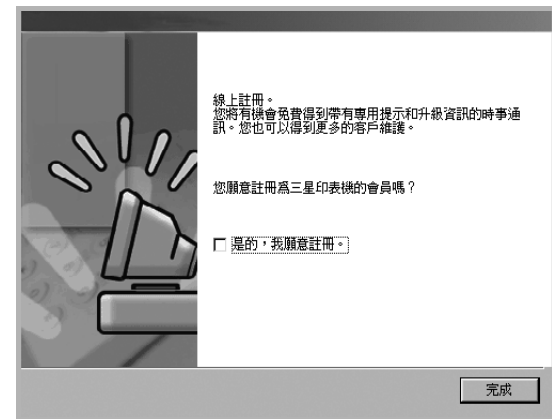 線上註冊。
您將有機會免費得到帶有專用提示和升級資訊的時事通
訊。您也可以得到更多的客戶維護。
您願意註冊為三星印表機的會員嗎？
是的，我願意註冊。
完成